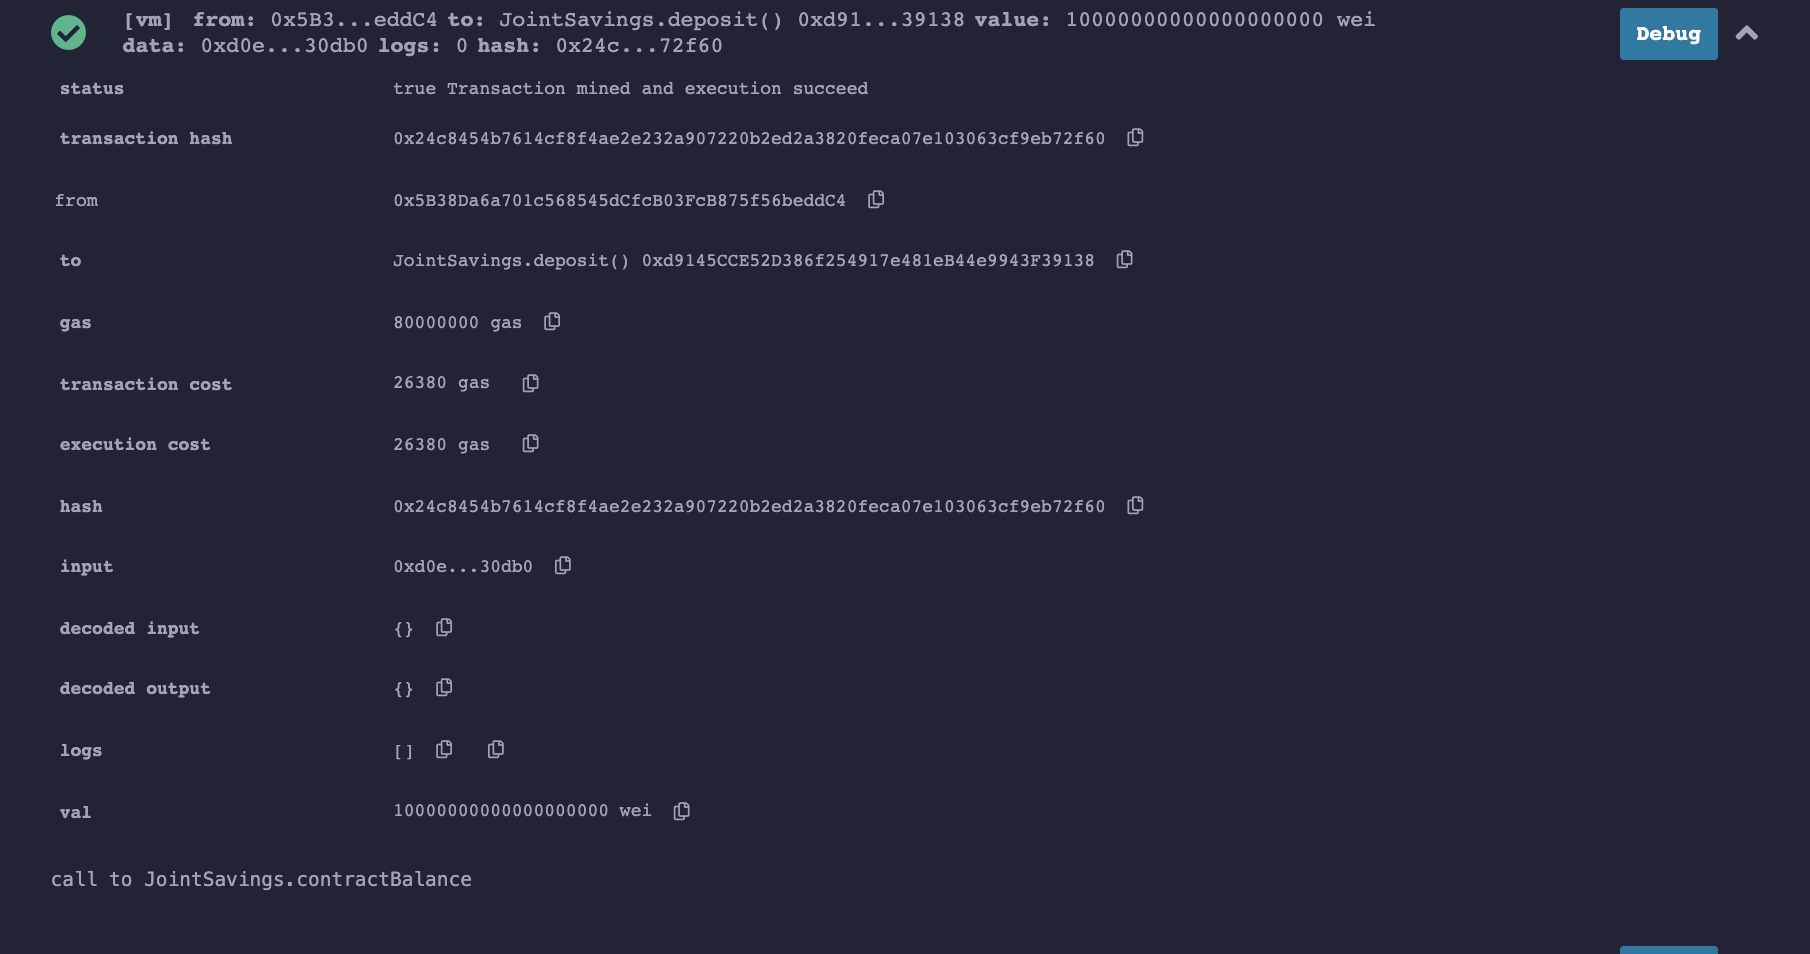 [vm] from: 0x5B3...eddC4 to: JointSavings.deposit() 0xd91...39138 value: 10000000000000000000 wei
data: 0xd0e...30db0 logs: 0 hash: 0x24c...72f60
Debug
status true Transaction mined and execution succeed
transaction hash 0x24c8454b7614cf8f4ae2e232a907220b2ed2a3820feca07e103063cf9eb72f60
from 0x5B38Da6a701c568545dCfcB03FcB875f56beddC4
to JointSavings.deposit() 0xd9145CCE52D386f254917e481eB44e9943F39138
gas 80000000 gas
transaction cost 26380 gas
execution cost 26380 gas
hash 0x24c8454b7614cf8f4ae2e232a907220b2ed2a3820feca07e103063cf9eb72f60
input 0xd0e...30db0
decoded input {}
decoded output {}
logs []
val 10000000000000000000 wei
call to JointSavings.contractBalance